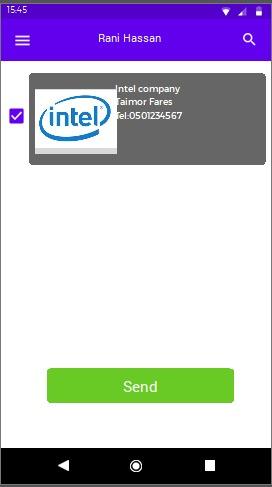 15:45
Rani Hassan
Intel company
Taimor Fares
Tel:0501234567
intel
Send